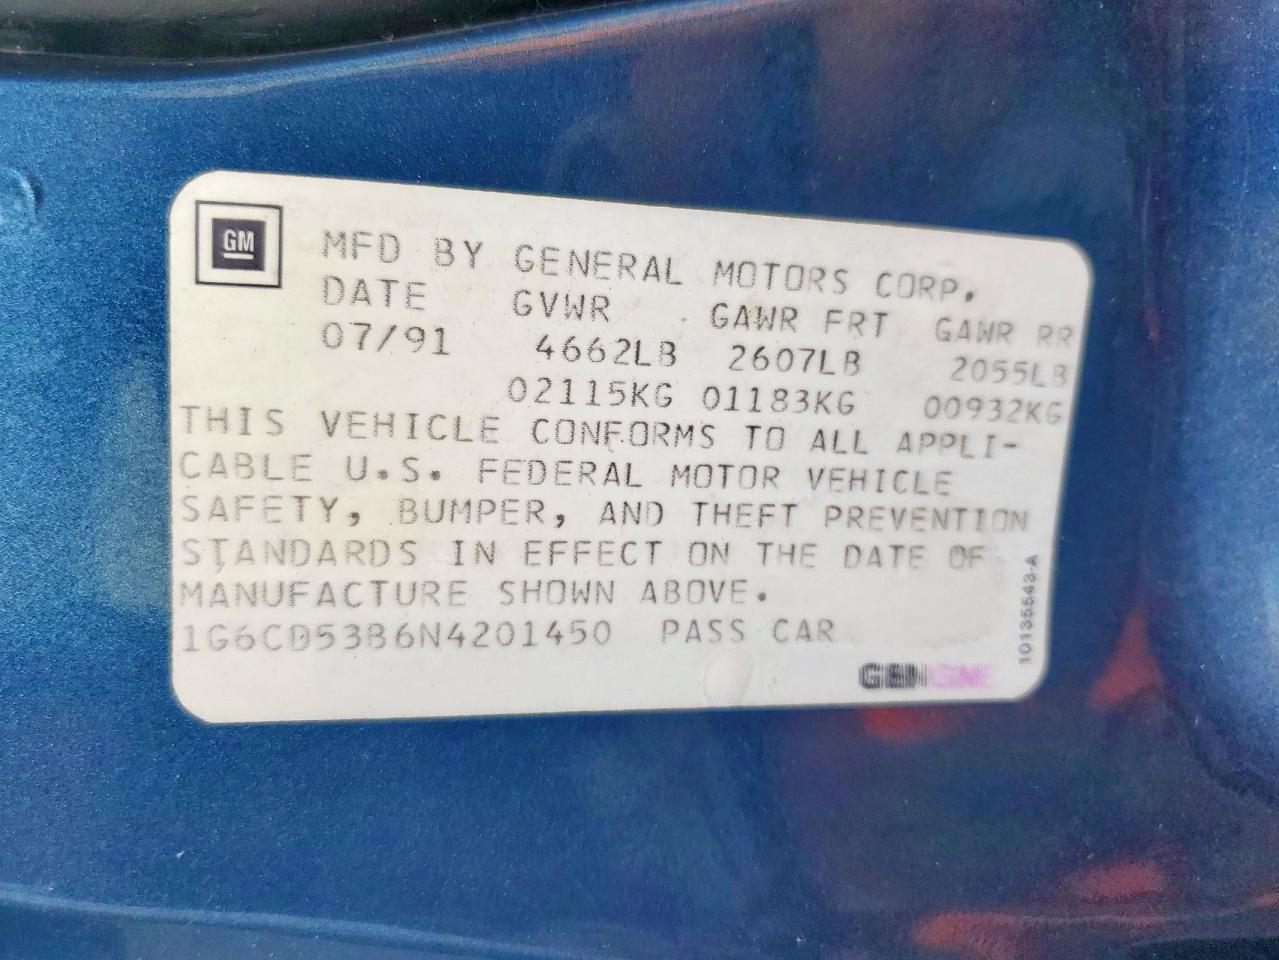 GM
MFD BY GENERAL MOTORS CORP.
DATE GVWR GAWR FRT GAWR RR
07/91 4662LB 2607LB 2055LB
02115KG 01183KG 00932KG
THIS VEHICLE CONFORMS TO ALL APPLI-
CABLE U.S. FEDERAL MOTOR VEHICLE
SAFETY, BUMPER, AND THEFT PREVENTION
STANDARDS IN EFFECT ON THE DATE OF
MANUFACTURE SHOWN ABOVE.
1G6CD53B6N4201450 PASS CAR
10135543-A